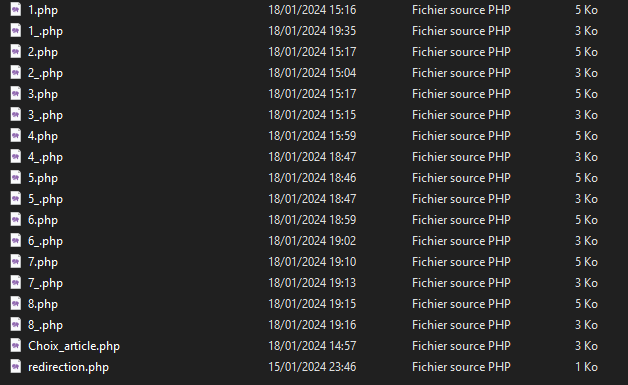 1.php 18/01/2024 15:16 Fichier source PHP 5 Ko
1_.php 18/01/2024 19:35 Fichier source PHP 3 Ko
2.php 18/01/2024 15:17 Fichier source PHP 5 Ko
2_.php 18/01/2024 15:04 Fichier source PHP 3 Ko
3.php 18/01/2024 15:17 Fichier source PHP 5 Ko
3_.php 18/01/2024 15:15 Fichier source PHP 3 Ko
4.php 18/01/2024 15:59 Fichier source PHP 5 Ko
4_.php 18/01/2024 18:47 Fichier source PHP 3 Ko
5.php 18/01/2024 18:46 Fichier source PHP 5 Ko
5_.php 18/01/2024 18:47 Fichier source PHP 3 Ko
6.php 18/01/2024 18:59 Fichier source PHP 5 Ko
6_.php 18/01/2024 19:02 Fichier source PHP 3 Ko
7.php 18/01/2024 19:10 Fichier source PHP 5 Ko
7_.php 18/01/2024 19:13 Fichier source PHP 3 Ko
8.php 18/01/2024 19:15 Fichier source PHP 5 Ko
8_.php 18/01/2024 19:16 Fichier source PHP 3 Ko
Choix_article.php 18/01/2024 14:57 Fichier source PHP 3 Ko
redirection.php 15/01/2024 23:46 Fichier source PHP 1 Ko